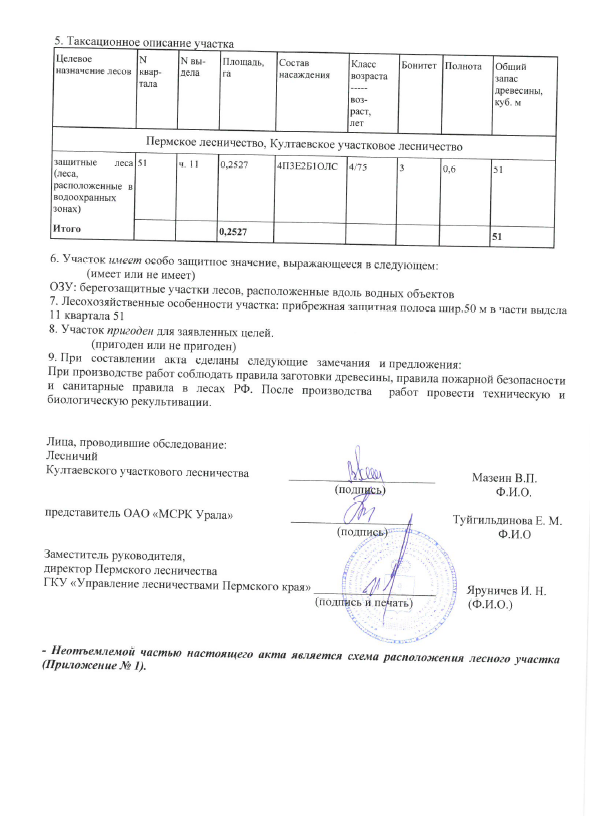 5. Таксационное описание участка
Целевое назначение лесов | N квар- тала | N вы- дела | Площадь, га | Состав насаждения | Класс возраста ----- воз- раст, лет | Бонитет | Полнота | Общий запас древесины, куб. м
Пермское лесничество, Култаевское участковое лесничество
защитные леса (леса, расположенные в водоохранных зонах) | 51 | ч. 11 | 0,2527 | 4П3Е2Б1ОЛС | 4/75 | 3 | 0,6 | 51
Итого | 0,2527 | 51
6. Участок имеет особо защитное значение, выражающееся в следующем:
(имеет или не имеет)
ОЗУ: берегозащитные участки лесов, расположенные вдоль водных объектов
7. Лесохозяйственные особенности участка: прибрежная защитная полоса шир,50 м в части выдела
11 квартала 51
8. Участок пригоден для заявленных целей.
(пригоден или не пригоден)
9. При составлении акта сделаны следующие замечания и предложения:
При производстве работ соблюдать правила заготовки древесины, правила пожарной безопасности
и санитарные правила в лесах РФ. После производства работ провести техническую и
биологическую рекультивации.
Лица, проводившие обследование:
Лесничий
Култаевского участкового лесничества Мазеин В.П.
(подпись) Ф.И.О.
представитель ОАО «МСРК Урала» Туйгильдинова Е. М.
(подпись) Ф.И.О
Заместитель руководителя,
директор Пермского лесничества
ГКУ «Управление лесничествами Пермского края» Яруничев И. Н.
(подпись и печать) (Ф.И.О.)
- Неотъемлемой частью настоящего акта является схема расположения лесного участка
(Приложение № 1).